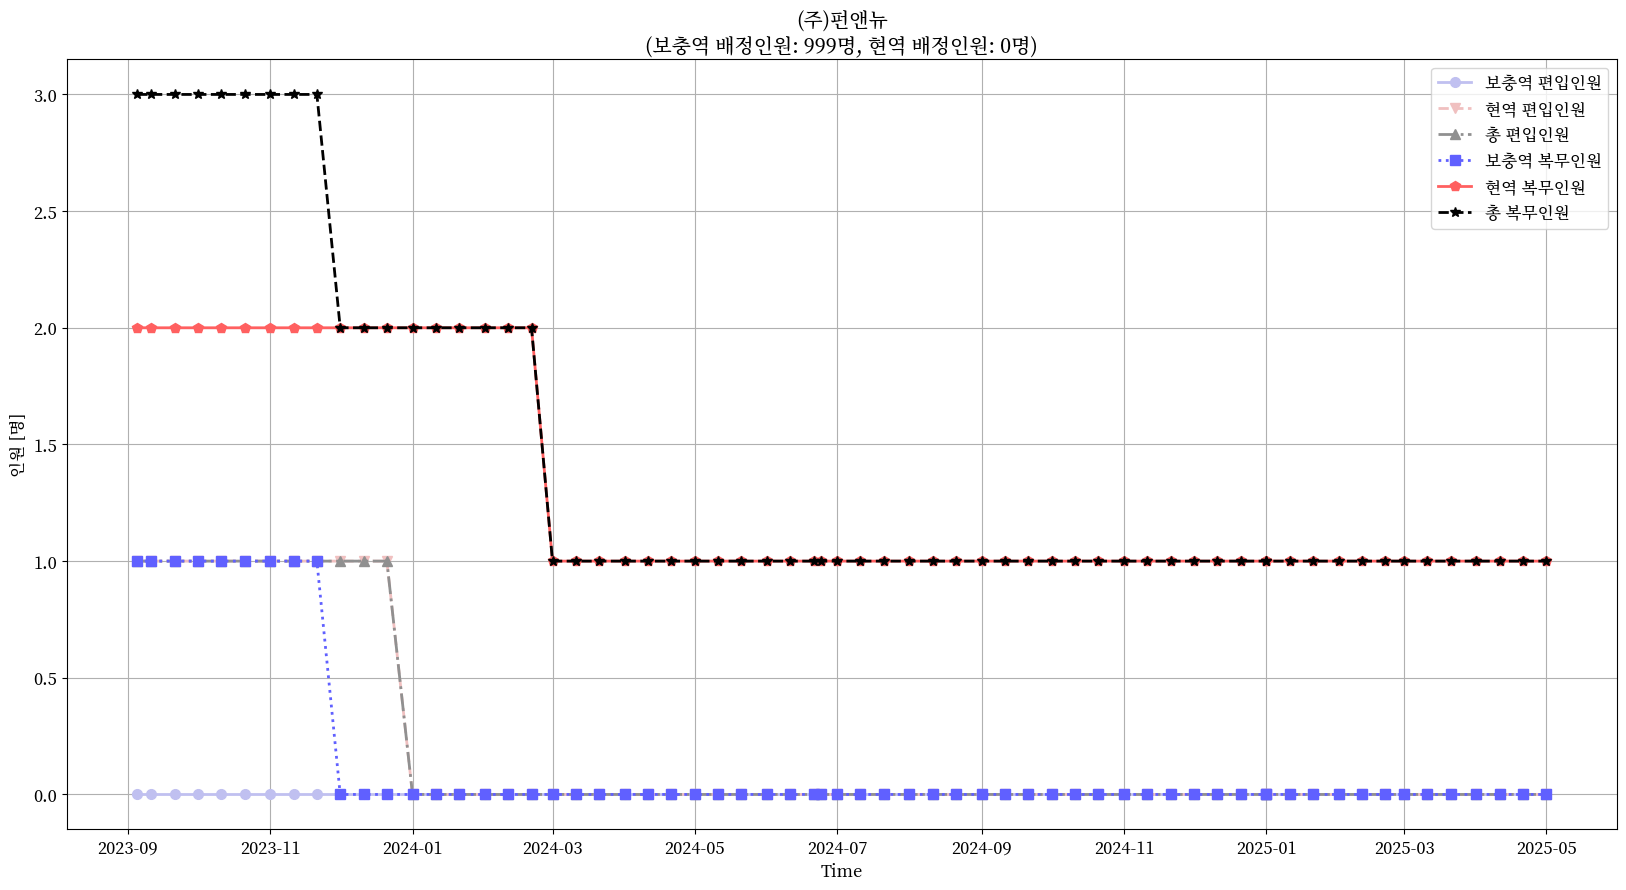 (주)펀앤뉴
(보충역 배정인원: 999명, 현역 배정인원: 0명)
보충역 편입인원
현역 편입인원
총 편입인원
보충역 복무인원
현역 복무인원
총 복무인원
인원 [명]
3.0
2.5
2.0
1.5
1.0
0.5
0.0
2023-09 2023-11 2024-01 2024-03 2024-05 2024-07 2024-09 2024-11 2025-01 2025-03 2025-05
Time